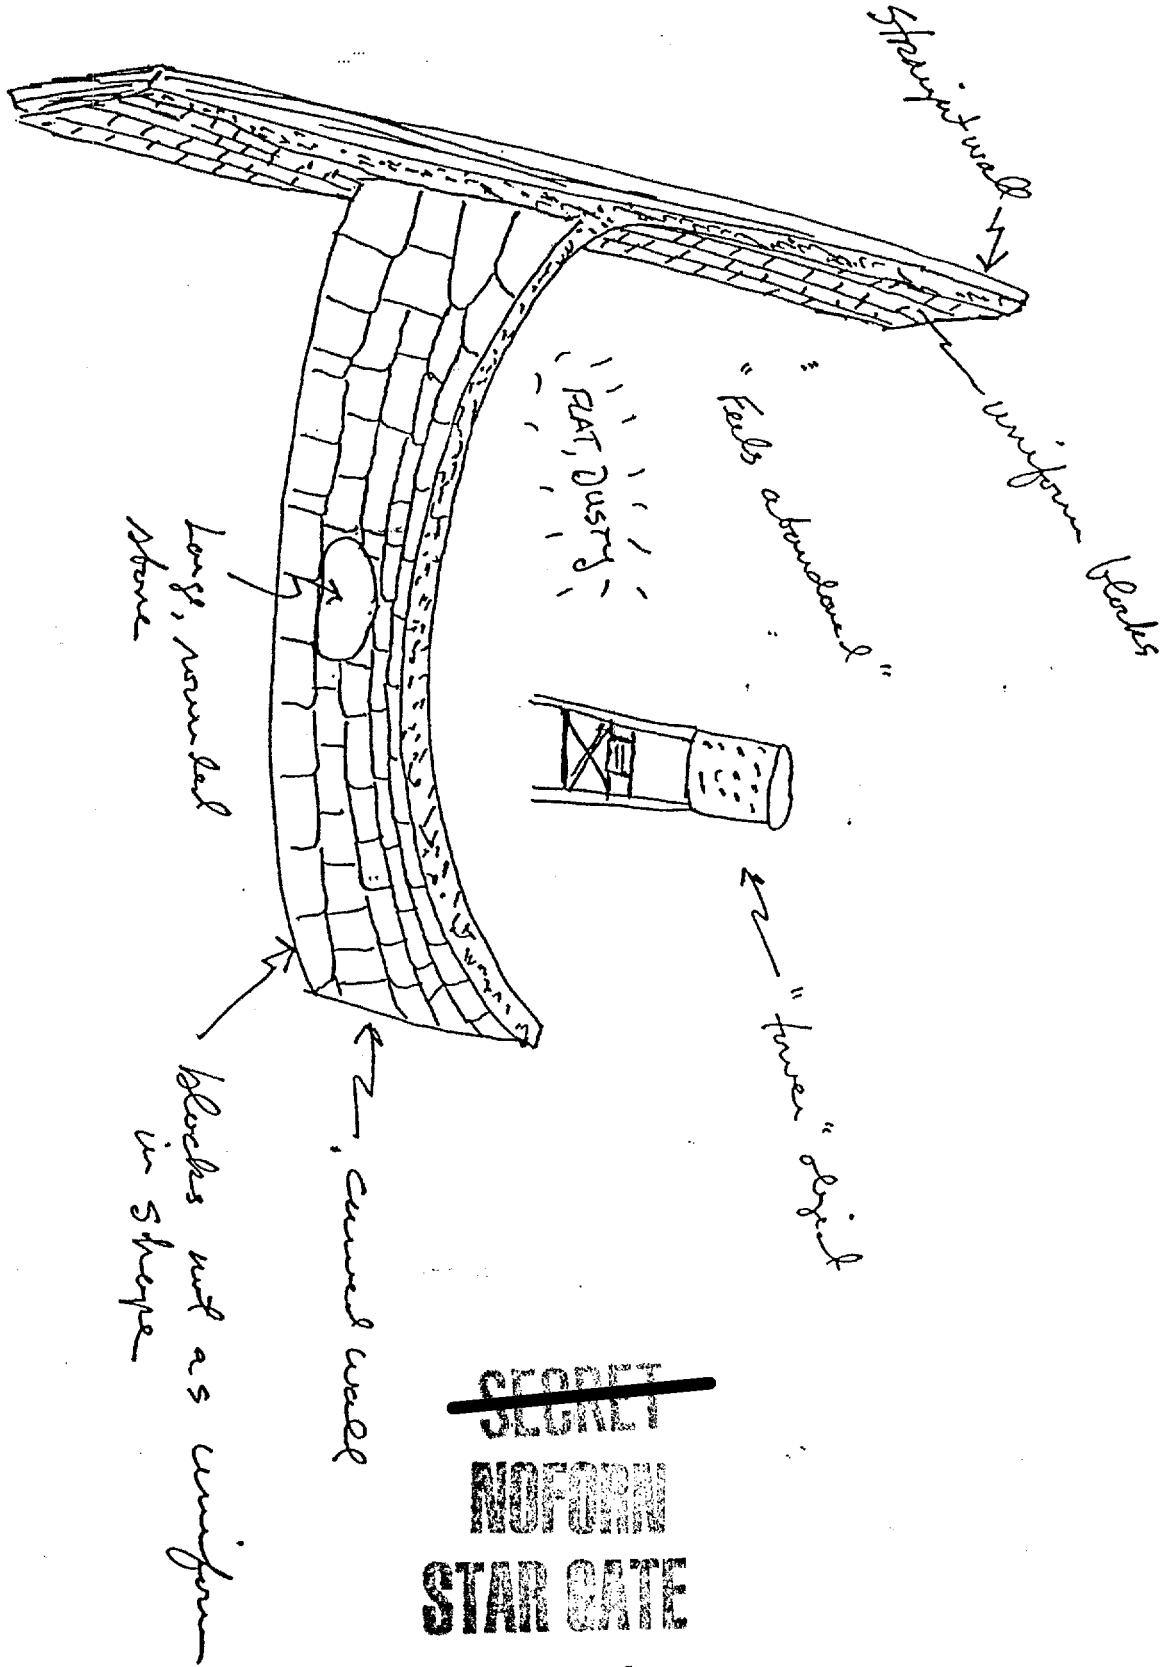 straight wall
uniform blocks
"Feels abandoned"
FLAT, DUSTY
"tower" object
Large, rounded
stone
curved wall
blocks not as uniform
in shape
SECRET
NOFORN
STAR GATE